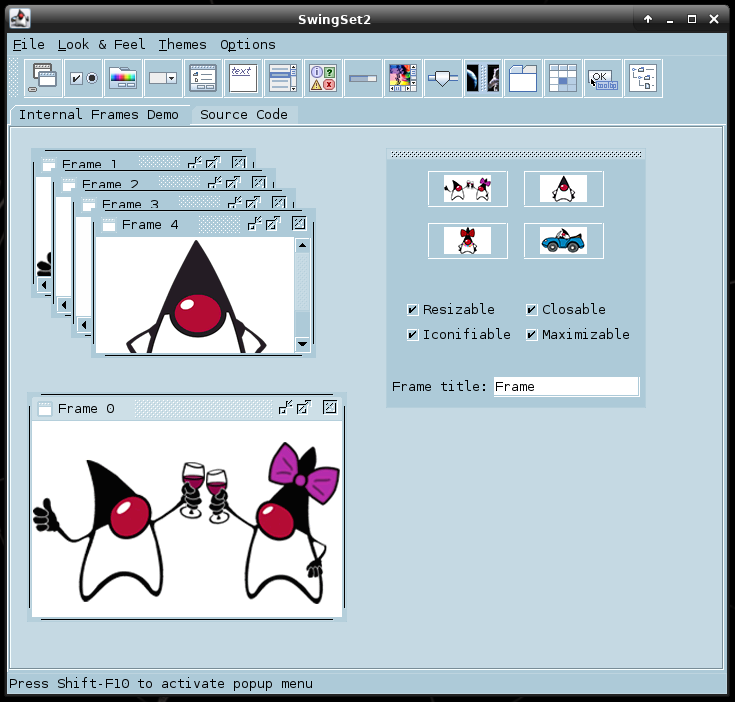 SwingSet2
File Look & Feel Themes Options
text
OK
Tooltip
Internal Frames Demo Source Code
Frame 1
Frame 2
Frame 3
Frame 4
Resizable Closable
Iconifiable Maximizable
Frame title: Frame
Frame 0
Press Shift-F10 to activate popup menu